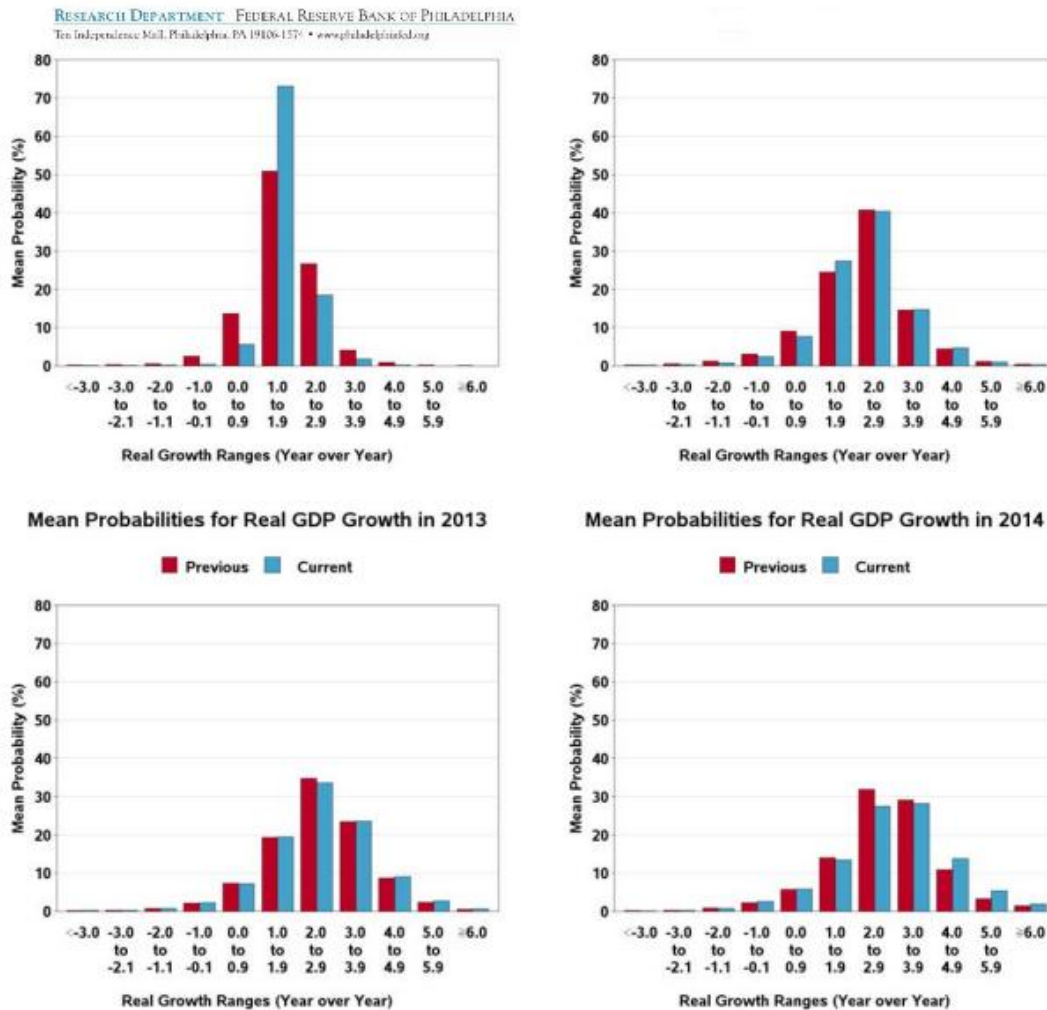 RESEARCH DEPARTMENT FEDERAL RESERVE BANK OF PHILADELPHIA
Ten Independence Mall, Philadelphia, PA 19106-1574 • www.philadelphiafed.org
80
70
60
50
40
30
20
10
0
Mean Probability (%)
<-3.0 -3.0 -2.0 -1.0 0.0 1.0 2.0 3.0 4.0 5.0 ≥6.0
to to to to to to to to to
-2.1 -1.1 -0.1 0.9 1.9 2.9 3.9 4.9 5.9
Real Growth Ranges (Year over Year)
80
70
60
50
40
30
20
10
0
Mean Probability (%)
<-3.0 -3.0 -2.0 -1.0 0.0 1.0 2.0 3.0 4.0 5.0 ≥6.0
to to to to to to to to to
-2.1 -1.1 -0.1 0.9 1.9 2.9 3.9 4.9 5.9
Real Growth Ranges (Year over Year)
Mean Probabilities for Real GDP Growth in 2013
Previous Current
80
70
60
50
40
30
20
10
0
Mean Probability (%)
<-3.0 -3.0 -2.0 -1.0 0.0 1.0 2.0 3.0 4.0 5.0 ≥6.0
to to to to to to to to to
-2.1 -1.1 -0.1 0.9 1.9 2.9 3.9 4.9 5.9
Real Growth Ranges (Year over Year)
Mean Probabilities for Real GDP Growth in 2014
Previous Current
80
70
60
50
40
30
20
10
0
Mean Probability (%)
<-3.0 -3.0 -2.0 -1.0 0.0 1.0 2.0 3.0 4.0 5.0 ≥6.0
to to to to to to to to to
-2.1 -1.1 -0.1 0.9 1.9 2.9 3.9 4.9 5.9
Real Growth Ranges (Year over Year)